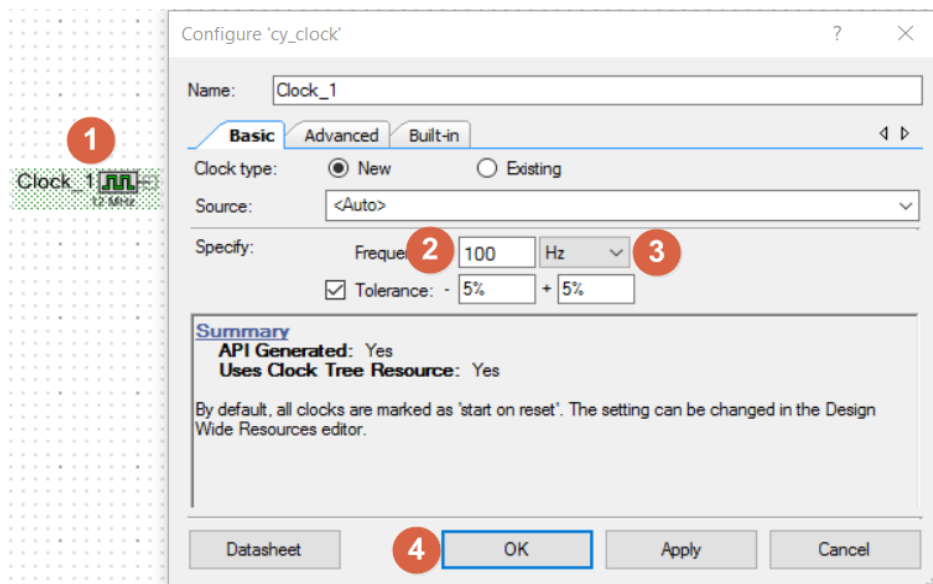 Configure 'cy_clock' ?
Name: Clock_1
1
Basic Advanced Built-in
Clock_1
12 MHz
Clock type: New Existing
Source: <Auto>
Specify: Freque 2 100 Hz 3
Tolerance: - 5% + 5%
Summary
API Generated: Yes
Uses Clock Tree Resource: Yes
By default, all clocks are marked as 'start on reset'. The setting can be changed in the Design
Wide Resources editor.
Datasheet 4 OK Apply Cancel